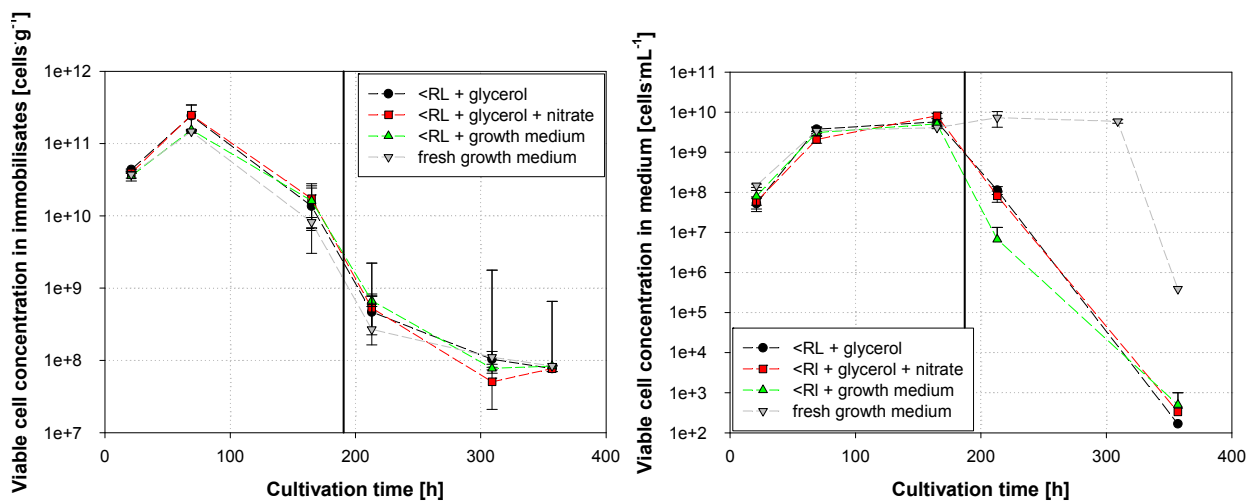 Viable cell concentration in immobilisates [cells·g⁻¹]
1e+12
1e+11
1e+10
1e+9
1e+8
1e+7
<RL + glycerol
<RL + glycerol + nitrate
<RL + growth medium
fresh growth medium
0
100
200
300
400
Cultivation time [h]
Viable cell concentration in medium [cells·mL⁻¹]
1e+11
1e+10
1e+9
1e+8
1e+7
1e+6
1e+5
1e+4
1e+3
1e+2
<RL + glycerol
<Rl + glycerol + nitrate
<Rl + growth medium
fresh growth medium
0
100
200
300
400
Cultivation time [h]